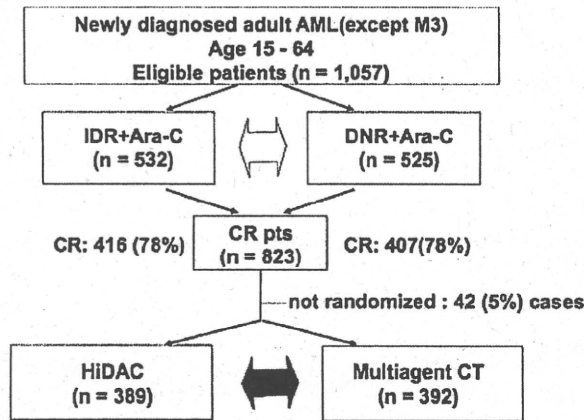 Newly diagnosed adult AML(except M3)
Age 15 - 64
Eligible patients (n = 1,057)
IDR+Ara-C
(n = 532)
DNR+Ara-C
(n = 525)
CR: 416 (78%)
CR pts
(n = 823)
CR: 407(78%)
not randomized : 42 (5%) cases
HiDAC
(n = 389)
Multiagent CT
(n = 392)